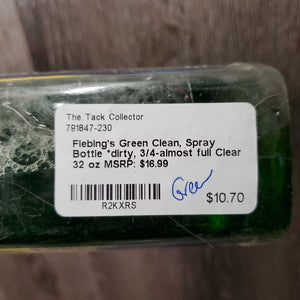 The Tack Collector
791847-230
Fiebing's Green Clean, Spray
Bottle *dirty, 3/4-almost full Clear
32 oz MSRP: $16.99
Green
$10.70
R2KXRS